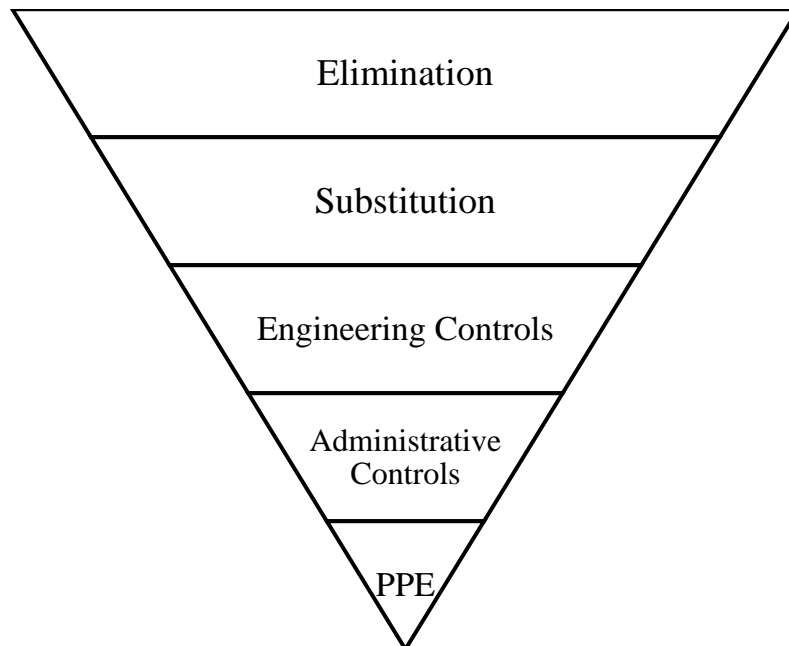 Elimination
Substitution
Engineering Controls
Administrative
Controls
PPE